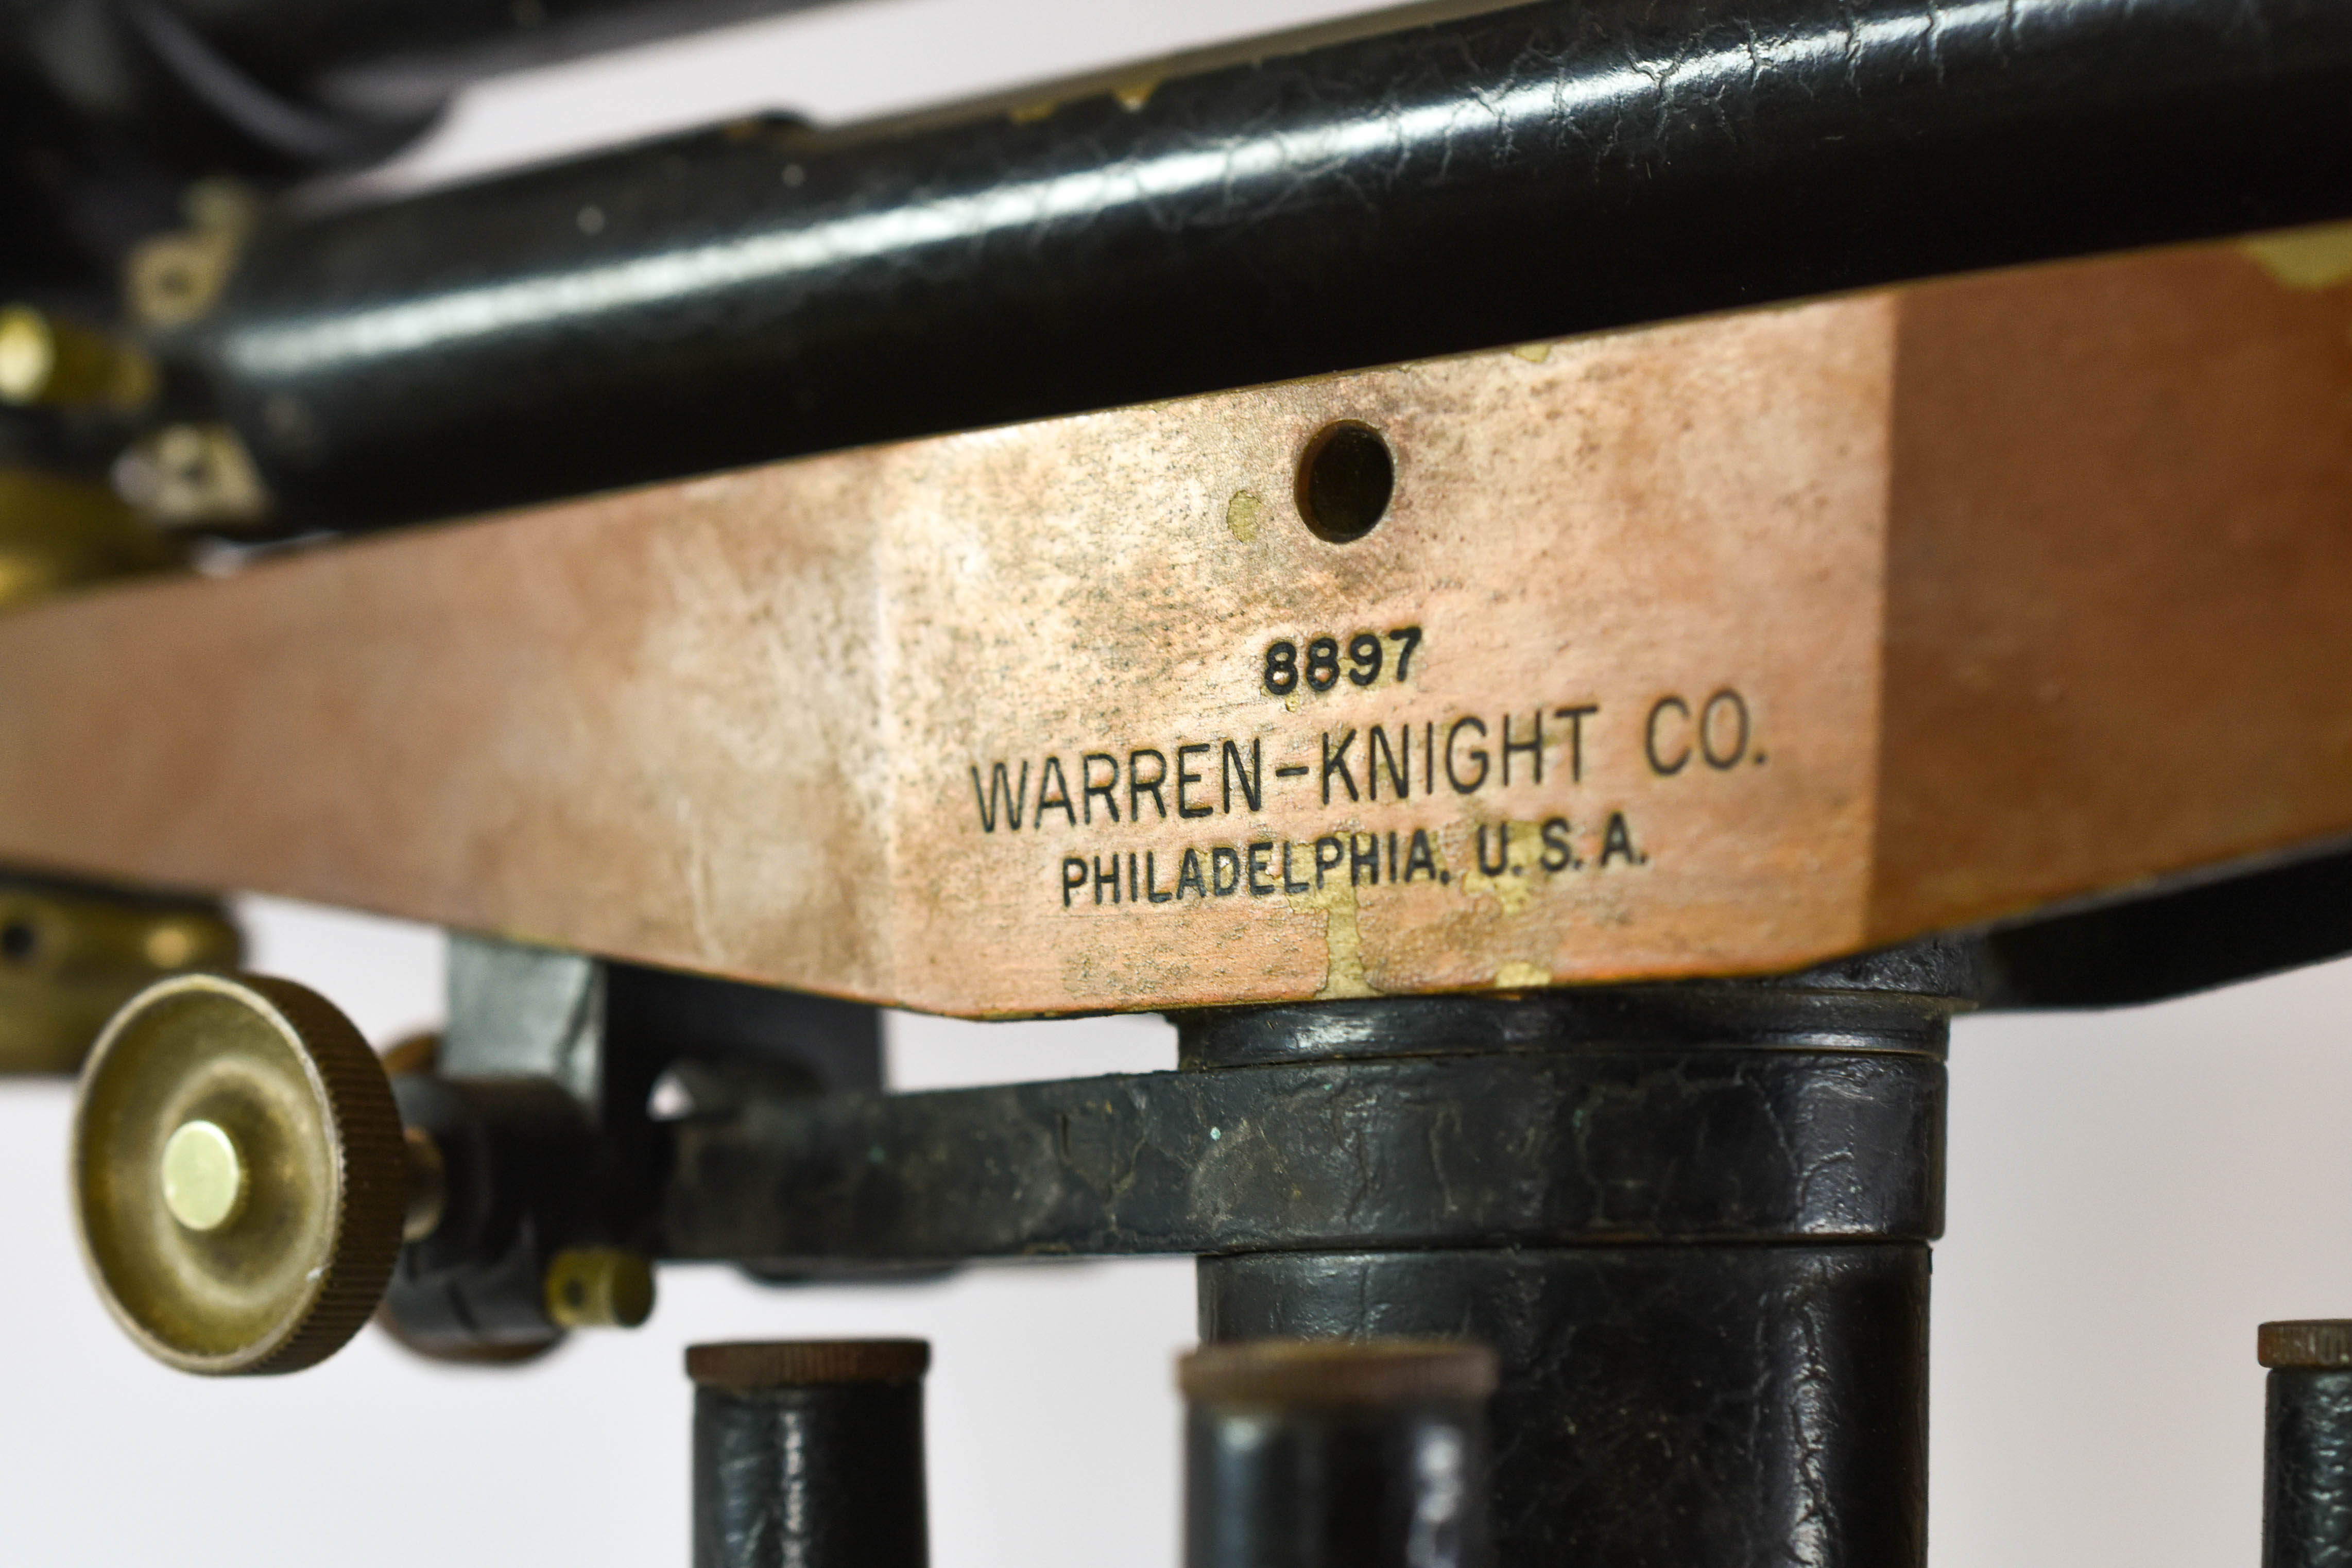 8897
WARREN-KNIGHT CO.
PHILADELPHIA, U.S.A.